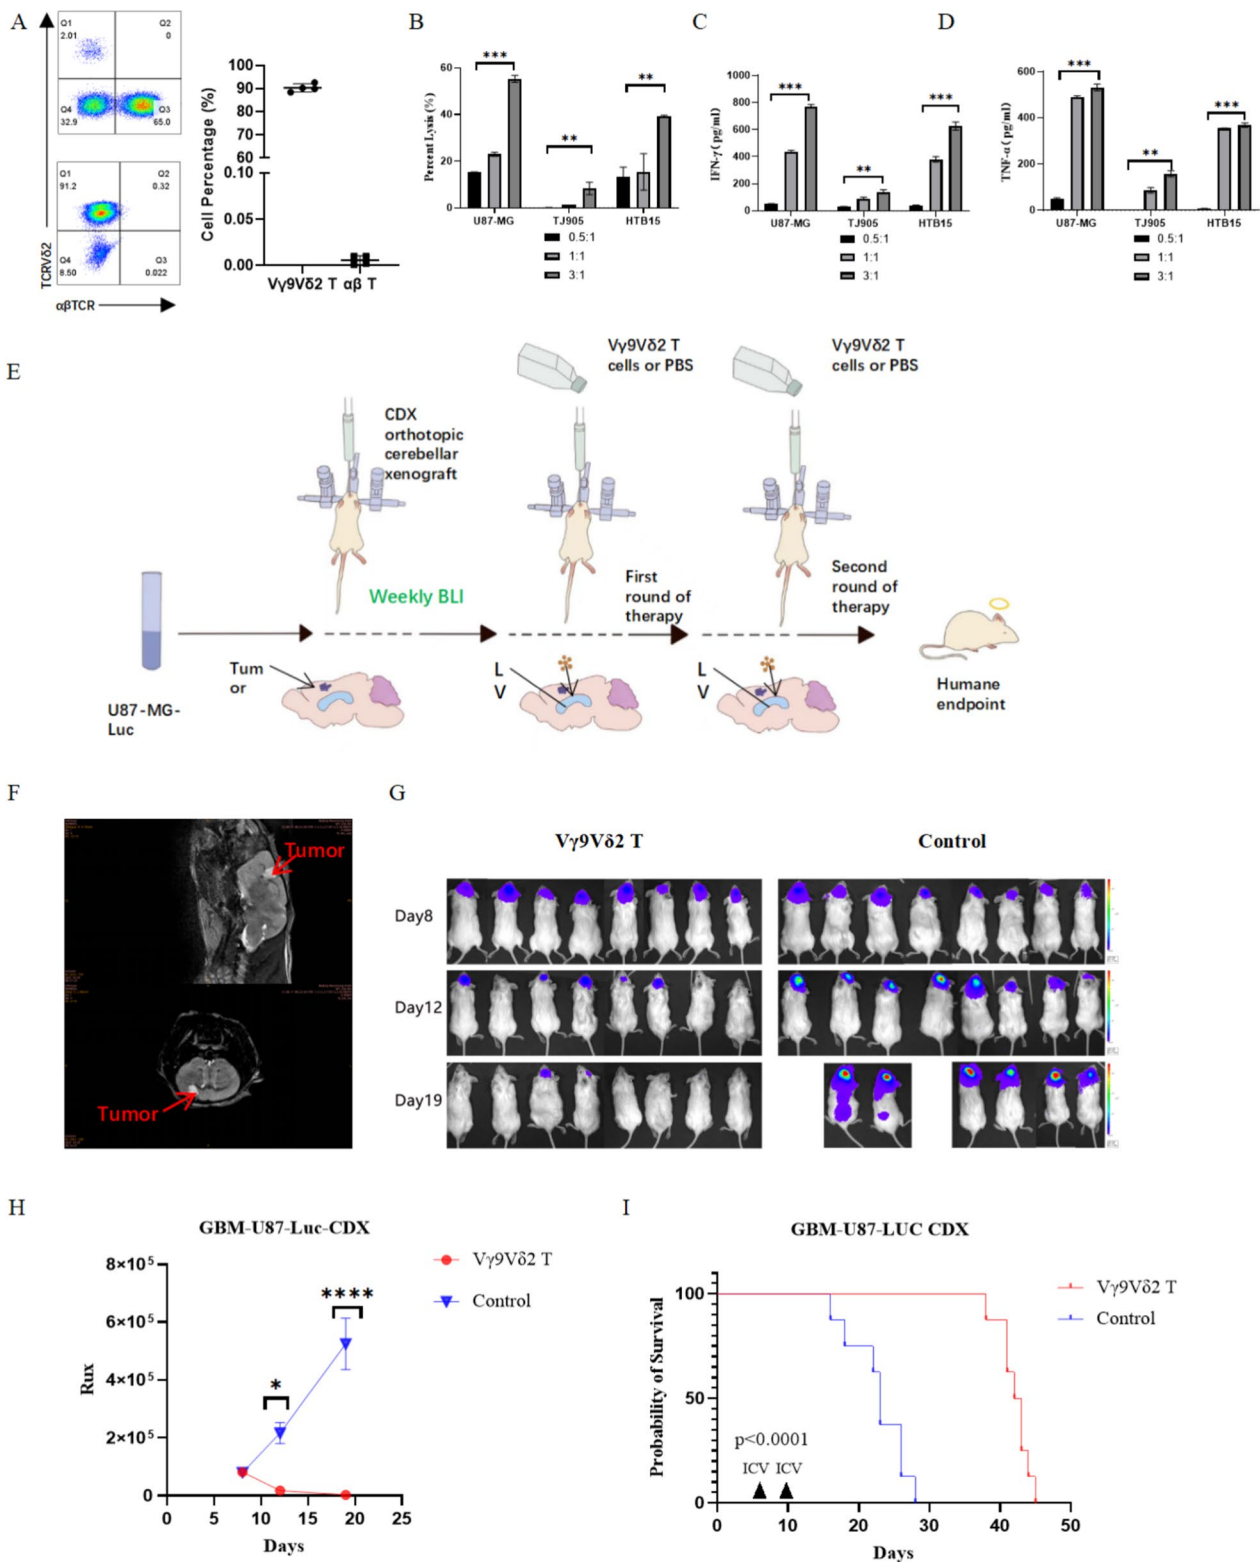 A
Q1
2.01
Q2
0
Q4
32.9
Q3
65.0
Q1
91.2
Q2
0.32
Q4
8.50
Q3
0.022
TCRVδ2
αβTCR
Cell Percentage (%)
100
90
80
70
60
0.10
0.05
0.00
Vγ9Vδ2 T αβ T
B
Percent Lysis (%)
60
40
20
0
***
**
**
U87-MG TJ905 HTB15
0.5:1
1:1
3:1
C
IFN-γ (pg/ml)
1000
800
600
400
200
0
***
**
***
U87-MG TJ905 HTB15
0.5:1
1:1
3:1
D
TNF-α (pg/ml)
600
400
200
0
***
**
***
U87-MG TJ905 HTB15
0.5:1
1:1
3:1
E
U87-MG-
Luc
CDX
orthotopic
cerebellar
xenograft
Weekly BLI
Tum
or
Vγ9Vδ2 T
cells or PBS
First
round of
therapy
L
V
Vγ9Vδ2 T
cells or PBS
Second
round of
therapy
L
V
Humane
endpoint
F
Tumor
Tumor
G
Vγ9Vδ2 T
Control
Day8
Day12
Day19
H
GBM-U87-Luc-CDX
Rux
8×10⁵
6×10⁵
4×10⁵
2×10⁵
0
*
****
0 5 10 15 20 25
Days
Vγ9Vδ2 T
Control
I
GBM-U87-LUC CDX
Probability of Survival
100
50
0
p<0.0001
ICV ICV
0 10 20 30 40 50
Days
Vγ9Vδ2 T
Control